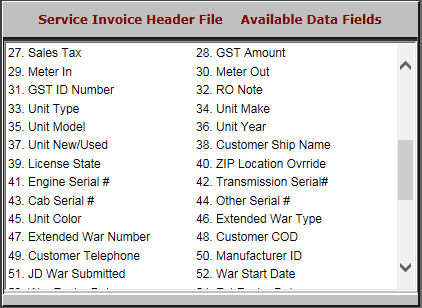 Service Invoice Header File Available Data Fields
27. Sales Tax 28. GST Amount
29. Meter In 30. Meter Out
31. GST ID Number 32. RO Note
33. Unit Type 34. Unit Make
35. Unit Model 36. Unit Year
37. Unit New/Used 38. Customer Ship Name
39. License State 40. ZIP Location Ovrride
41. Engine Serial # 42. Transmission Serial#
43. Cab Serial # 44. Other Serial #
45. Unit Color 46. Extended War Type
47. Extended War Number 48. Customer COD
49. Customer Telephone 50. Manufacturer ID
51. JD War Submitted 52. War Start Date